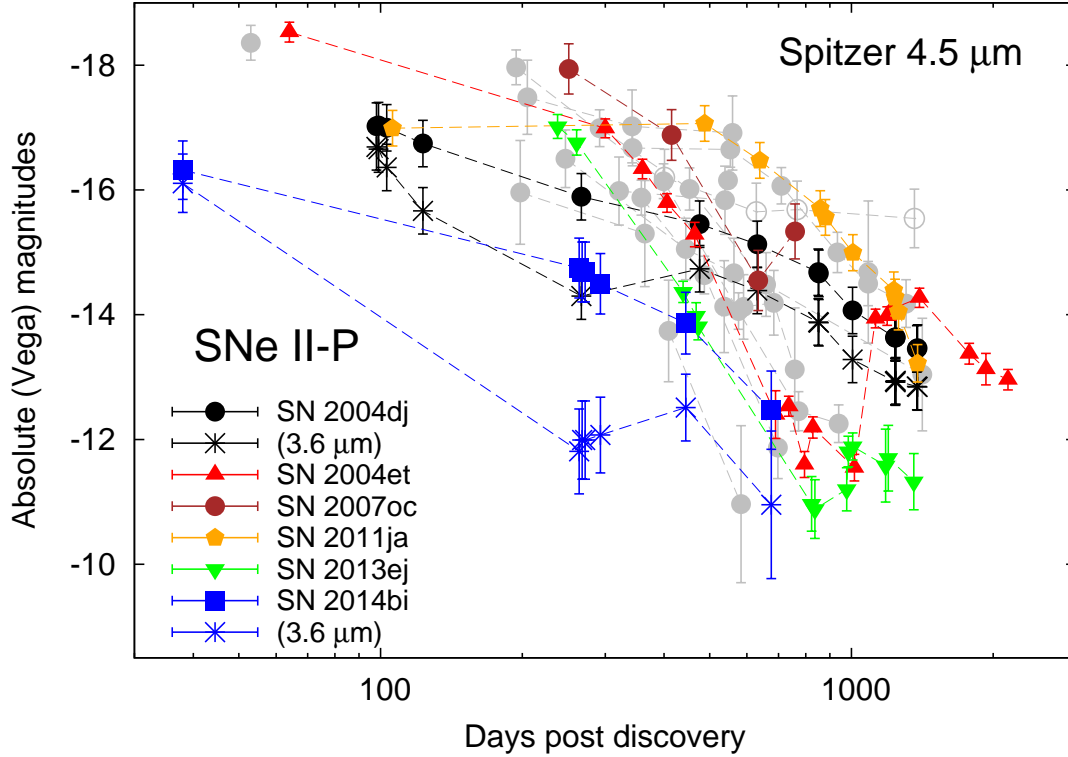 Spitzer 4.5 μm
-18
-16
-14
-12
-10
Absolute (Vega) magnitudes
SNe II-P
SN 2004dj
(3.6 μm)
SN 2004et
SN 2007oc
SN 2011ja
SN 2013ej
SN 2014bi
(3.6 μm)
100
1000
Days post discovery